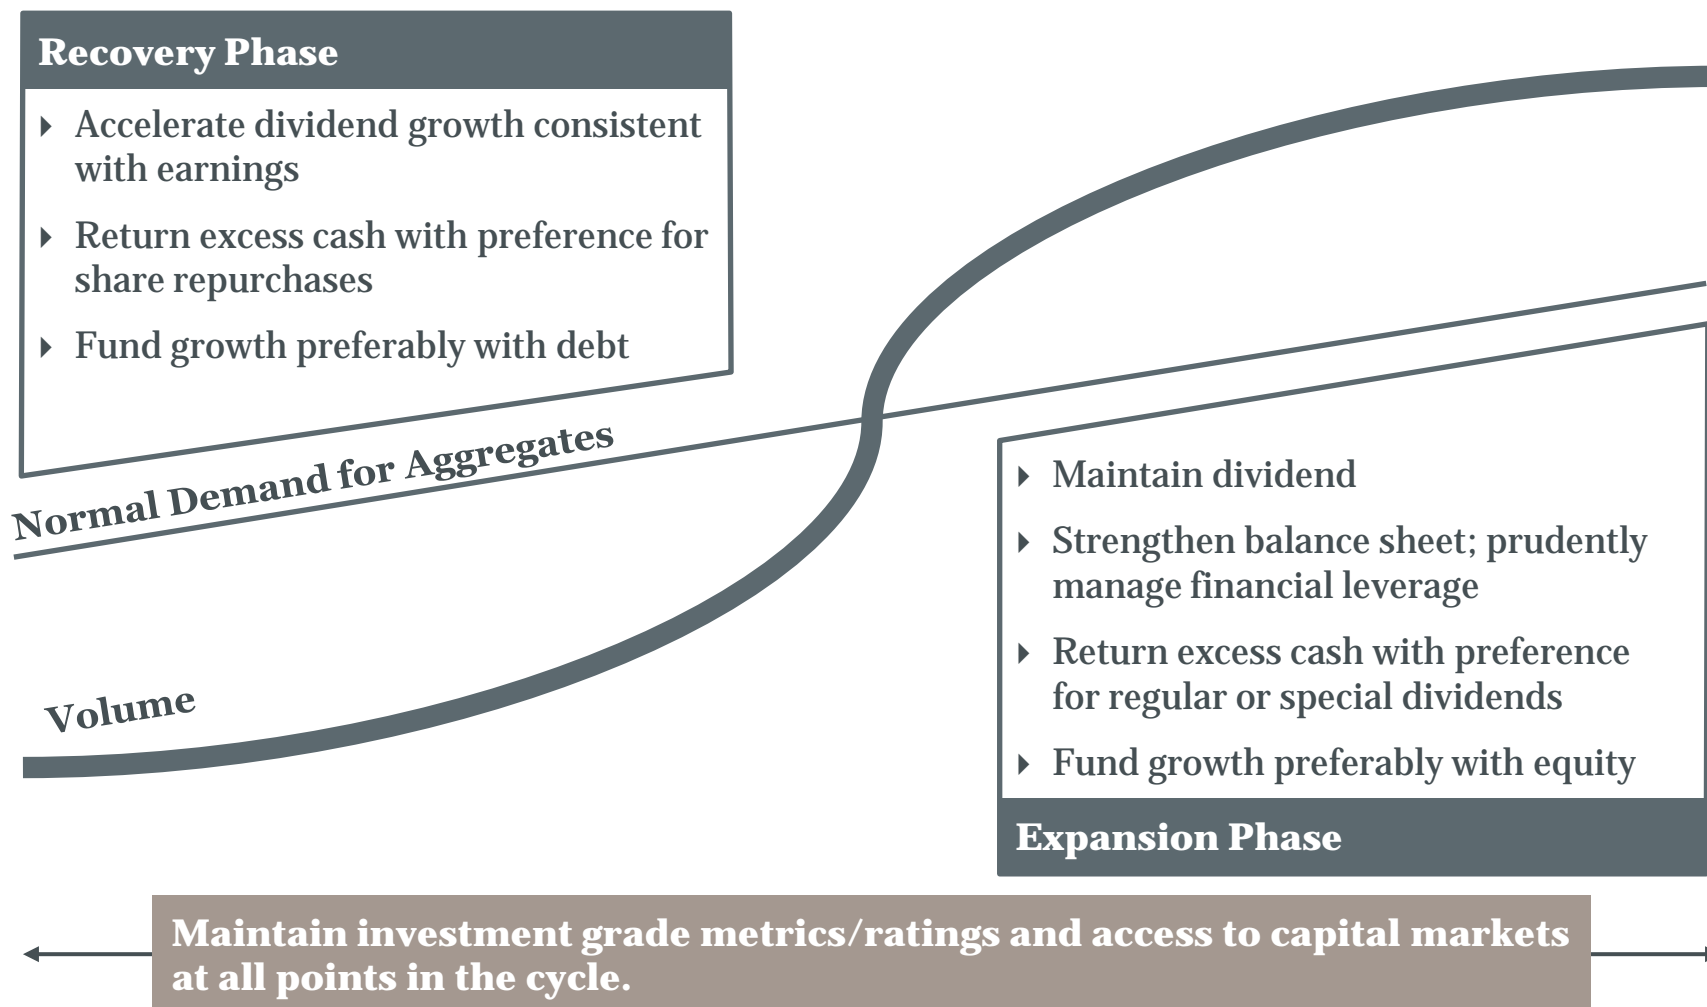 Recovery Phase
Accelerate dividend growth consistent
with earnings
Return excess cash with preference for
share repurchases
Fund growth preferably with debt
Normal Demand for Aggregates
Volume
Maintain dividend
Strengthen balance sheet; prudently
manage financial leverage
Return excess cash with preference
for regular or special dividends
Fund growth preferably with equity
Expansion Phase
Maintain investment grade metrics/ratings and access to capital markets
at all points in the cycle.